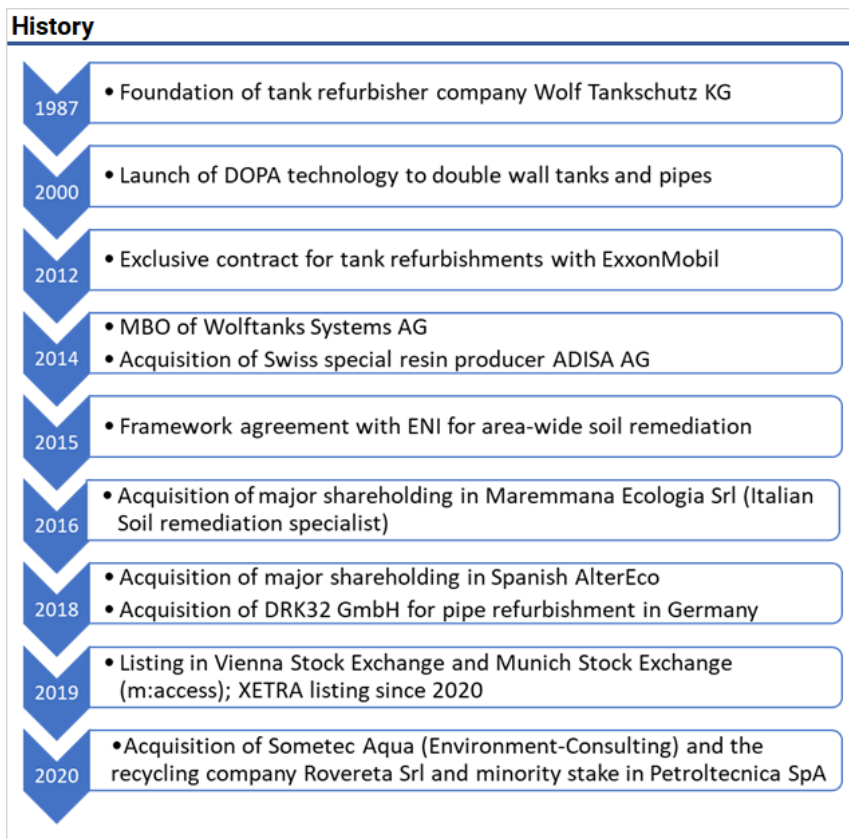 History
1987
• Foundation of tank refurbisher company Wolf Tankschutz KG
2000
• Launch of DOPA technology to double wall tanks and pipes
2012
• Exclusive contract for tank refurbishments with ExxonMobil
2014
• MBO of Wolftanks Systems AG
• Acquisition of Swiss special resin producer ADISA AG
2015
• Framework agreement with ENI for area-wide soil remediation
2016
• Acquisition of major shareholding in Maremmana Ecologia Srl (Italian
Soil remediation specialist)
2018
• Acquisition of major shareholding in Spanish AlterEco
• Acquisition of DRK32 GmbH for pipe refurbishment in Germany
2019
• Listing in Vienna Stock Exchange and Munich Stock Exchange
(m:access); XETRA listing since 2020
2020
•Acquisition of Sometec Aqua (Environment-Consulting) and the
recycling company Rovereta Srl and minority stake in Petroltecnica SpA